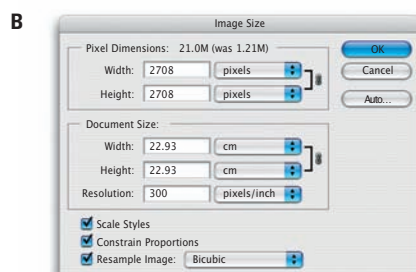 B
Image Size
Pixel Dimensions: 21.0M (was 1.21M)
OK
Width: 2708 pixels
Cancel
Height: 2708 pixels
Auto...
Document Size:
Width: 22.93 cm
Height: 22.93 cm
Resolution: 300 pixels/inch
Scale Styles
Constrain Proportions
Resample Image: Bicubic